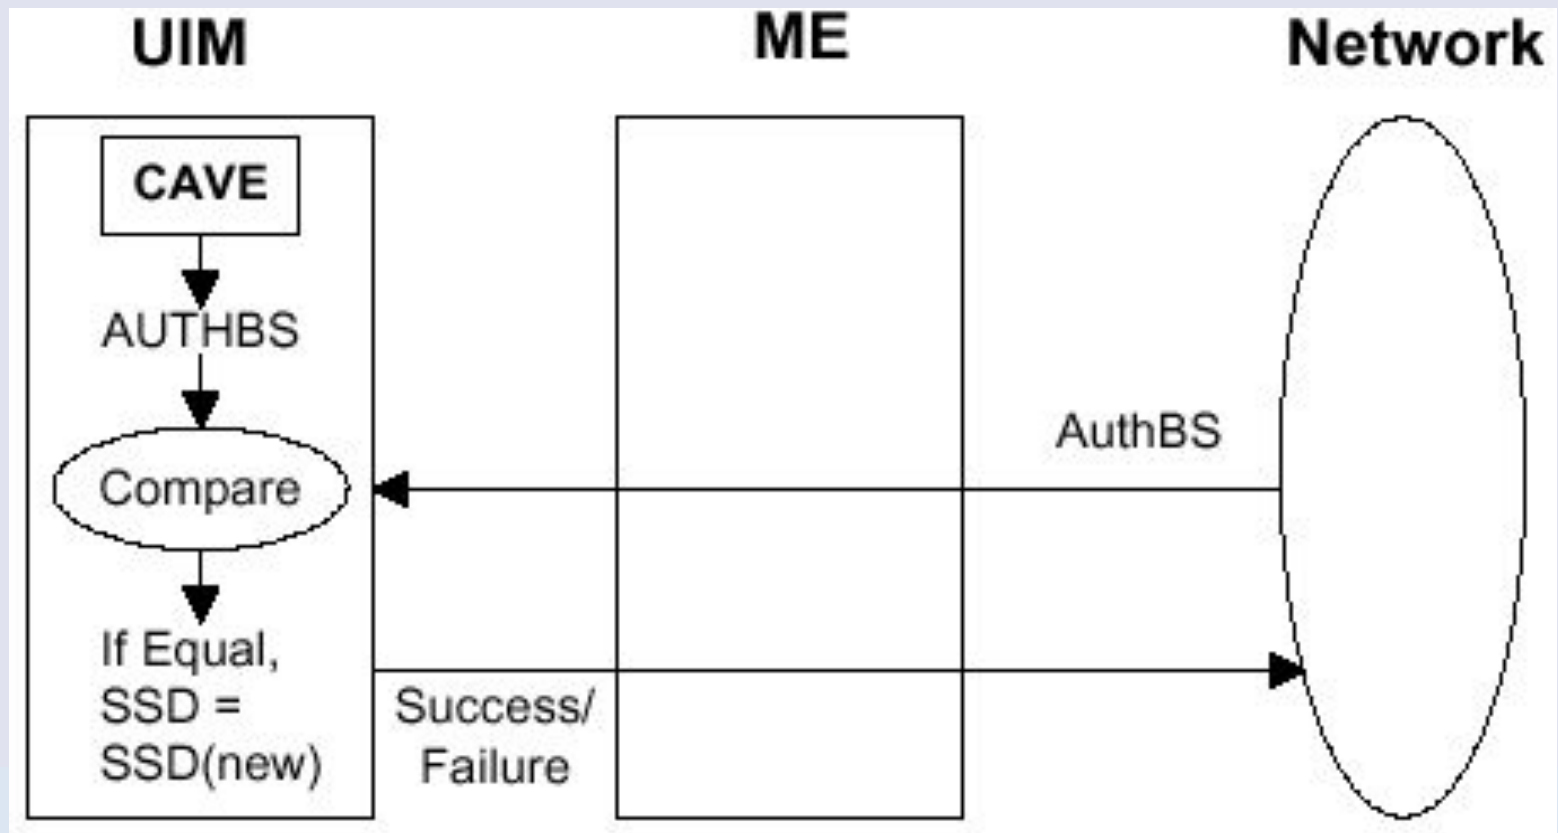 UIM
ME
Network
CAVE
AUTHBS
AuthBS
Compare
If Equal,
SSD =
SSD(new)
Success/
Failure